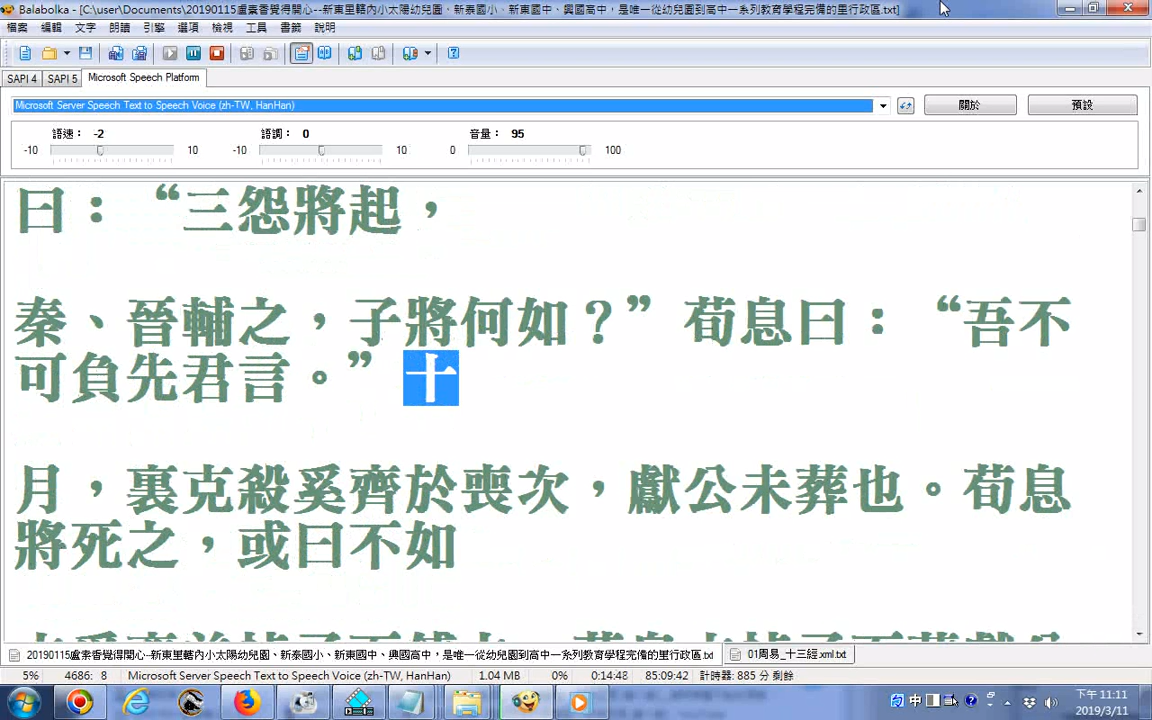 Balabolka - [C:\user\Documents\20190115盧索香覺得開心--新東里轄內小太陽幼兒園、新泰國小、新東國中、興國高中，是唯一從幼兒園到高中一系列教育學程完備的里行政區.txt]
檔案 編輯 文字 朗讀 引擎 選項 檢視 工具 書籤 說明
SAPI 4 SAPI 5 Microsoft Speech Platform
Microsoft Server Speech Text to Speech Voice (zh-TW, HanHan) 關於 預設
語速： -2 語調： 0 音量： 95
-10 10 -10 10 0 100
曰：“三怨將起，
秦、晉輔之，子將何如？”荀息曰：“吾不
可負先君言。”十
月，裏克殺奚齊於喪次，獻公未葬也。荀息
將死之，或曰不如
20190115盧索香覺得開心--新東里轄內小太陽幼兒園、新泰國小、新東國中、興國高中，是唯一從幼兒園到高中一系列教育學程完備的里行政區.txt 01周易_十三經.xml.txt
5% 4686: 8 Microsoft Server Speech Text to Speech Voice (zh-TW, HanHan) 1.04 MB 0% 0:14:48 85:09:42 計時器: 885 分 剩餘
中 下午 11:11
2019/3/11